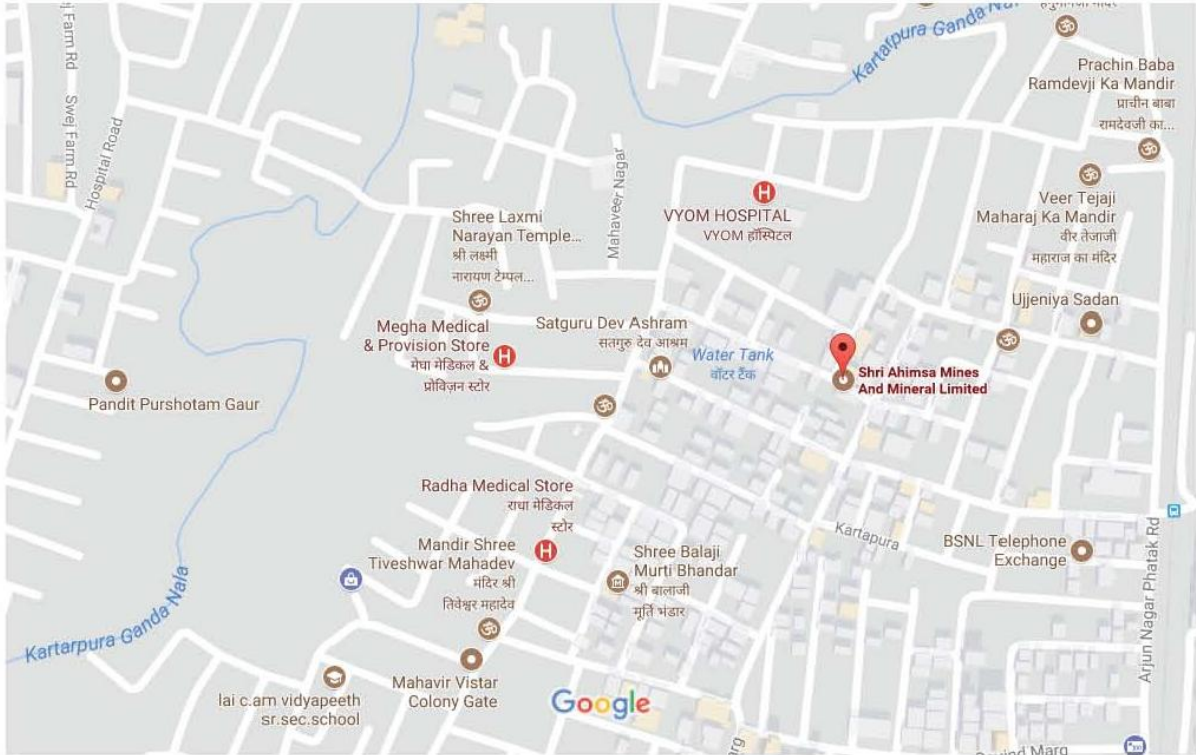 Swej Farm Rd
Swej Farm Rd
Hospital Road
Kartarpura Ganda
Prachin Baba
Ramdevji Ka Mandir
प्राचीन बाबा
रामदेवजी का...
Mahaveer Nagar
VYOM HOSPITAL
VYOM हॉस्पिटल
Veer Tejaji
Maharaj Ka Mandir
वीर तेजाजी
महाराज का मंदिर
Shree Laxmi
Narayan Temple...
श्री लक्ष्मी
नारायण टेम्पल...
Ujjeniya Sadan
Megha Medical
& Provision Store
मेघा मेडिकल &
प्रोविज़न स्टोर
Satguru Dev Ashram
सतगुरु देव आश्रम
Water Tank
वॉटर टैंक
Shri Ahimsa Mines
And Mineral Limited
Pandit Purshotam Gaur
Radha Medical Store
राधा मेडिकल
स्टोर
Kartapura
BSNL Telephone
Exchange
Arjun Nagar Phatak Rd
Mandir Shree
Tiveshwar Mahadev
मंदिर श्री
तिवेश्वर महादेव
Shree Balaji
Murti Bhandar
श्री बालाजी
मूर्ति भंडार
Kartarpura Ganda Nala
lai c.am vidyapeeth
sr.sec.school
Mahavir Vistar
Colony Gate
Google
Marg